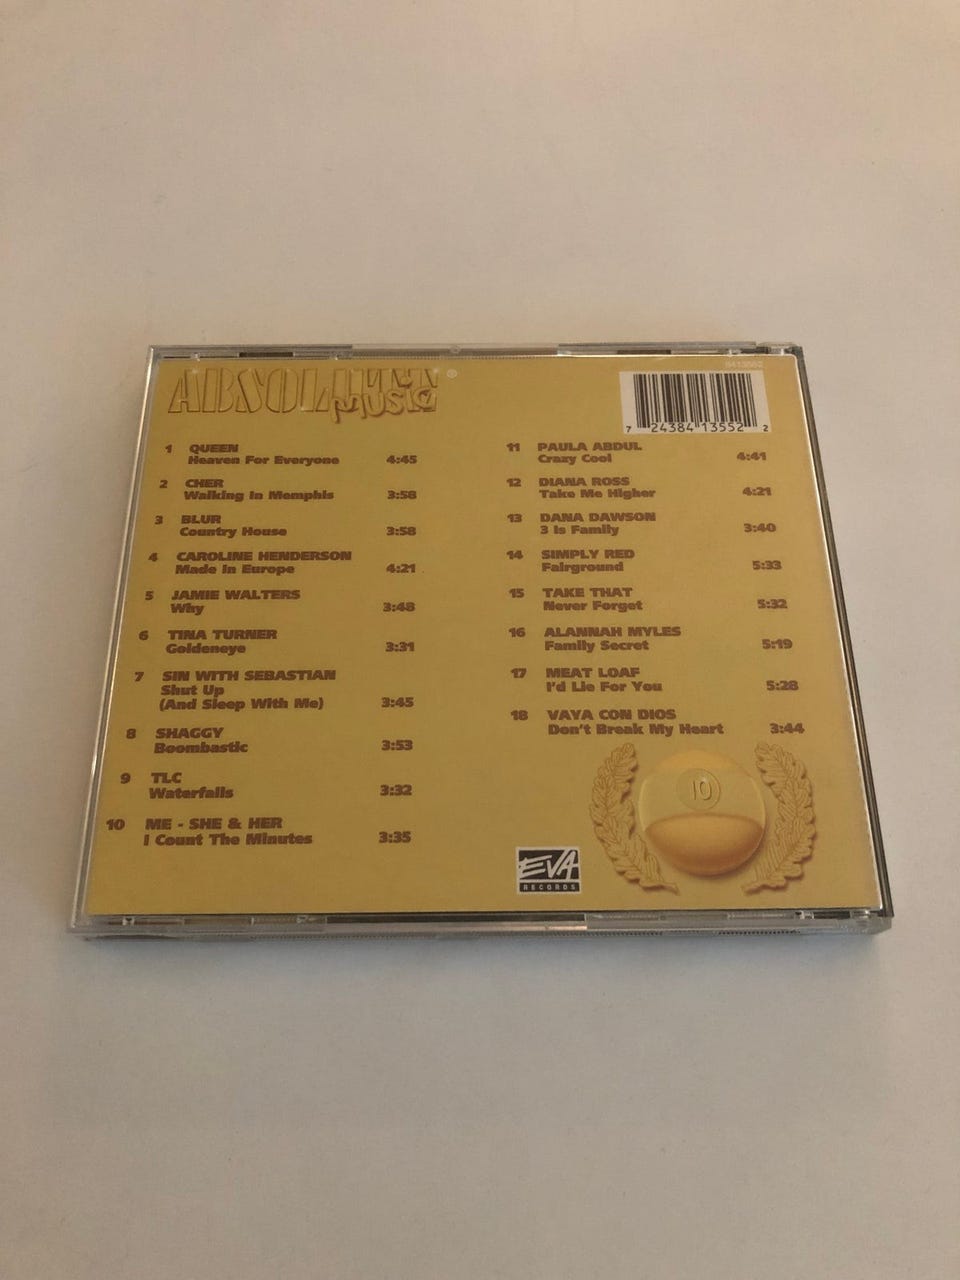 ABSOLUTE
MUSIC
8413552
7 24384 13552 2
1 QUEEN
Heaven For Everyone 4:45
2 CHER
Walking In Memphis 3:58
3 BLUR
Country House 3:58
4 CAROLINE HENDERSON
Made In Europe 4:21
5 JAMIE WALTERS
Why 3:48
6 TINA TURNER
Goldeneye 3:31
7 SIN WITH SEBASTIAN
Shut Up
(And Sleep With Me) 3:45
8 SHAGGY
Boombastic 3:53
9 TLC
Waterfalls 3:32
10 ME - SHE & HER
I Count The Minutes 3:35
11 PAULA ABDUL
Crazy Cool 4:41
12 DIANA ROSS
Take Me Higher 4:21
13 DANA DAWSON
3 Is Family 3:40
14 SIMPLY RED
Fairground 5:33
15 TAKE THAT
Never Forget 5:32
16 ALANNAH MYLES
Family Secret 5:19
17 MEAT LOAF
I'd Lie For You 5:28
18 VAYA CON DIOS
Don't Break My Heart 3:44
10
EVA
RECORDS